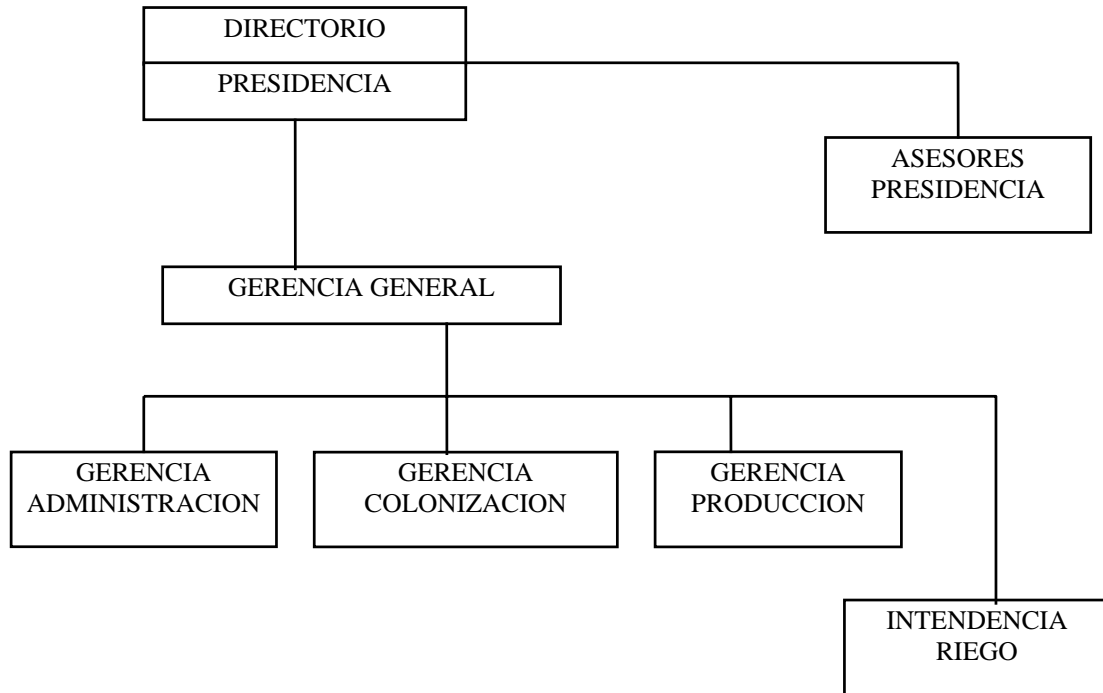 DIRECTORIO
PRESIDENCIA
ASESORES
PRESIDENCIA
GERENCIA GENERAL
GERENCIA
ADMINISTRACION
GERENCIA
COLONIZACION
GERENCIA
PRODUCCION
INTENDENCIA
RIEGO